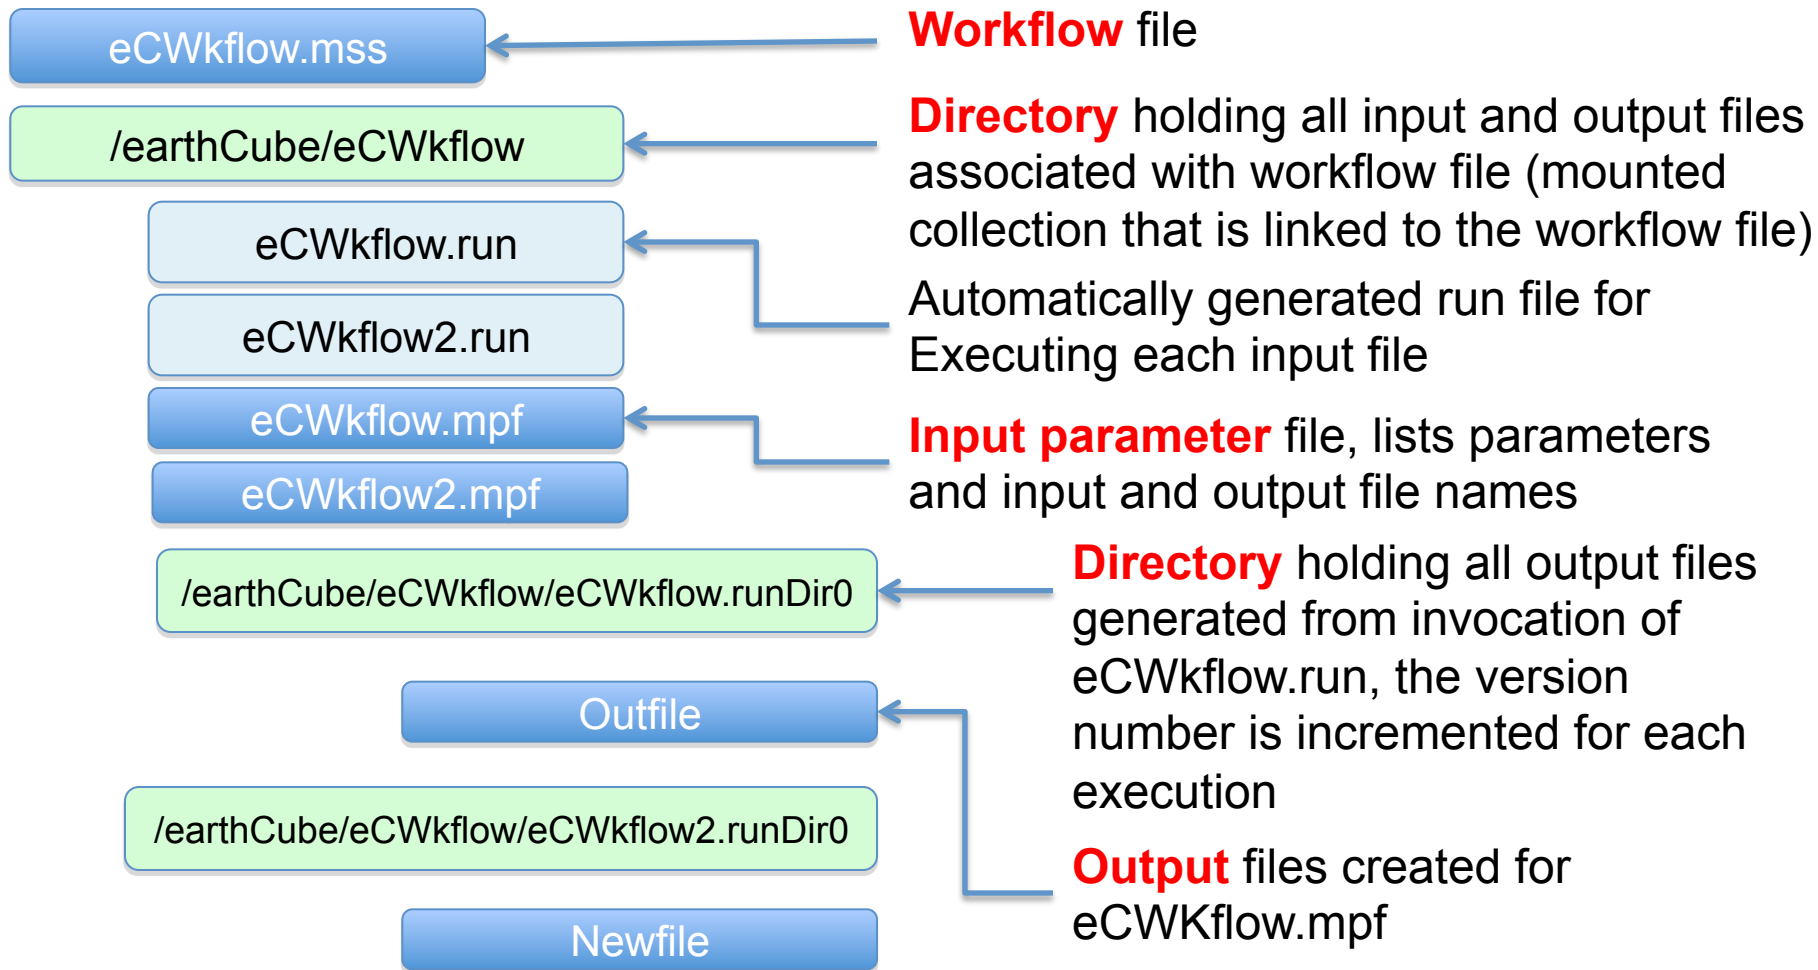 eCWkflow.mss
Workflow file
/earthCube/eCWkflow
Directory holding all input and output files
associated with workflow file (mounted
collection that is linked to the workflow file)
eCWkflow.run
eCWkflow2.run
Automatically generated run file for
Executing each input file
eCWkflow.mpf
eCWkflow2.mpf
Input parameter file, lists parameters
and input and output file names
/earthCube/eCWkflow/eCWkflow.runDir0
Directory holding all output files
generated from invocation of
eCWkflow.run, the version
number is incremented for each
execution
Outfile
/earthCube/eCWkflow/eCWkflow2.runDir0
Output files created for
eCWKflow.mpf
Newfile